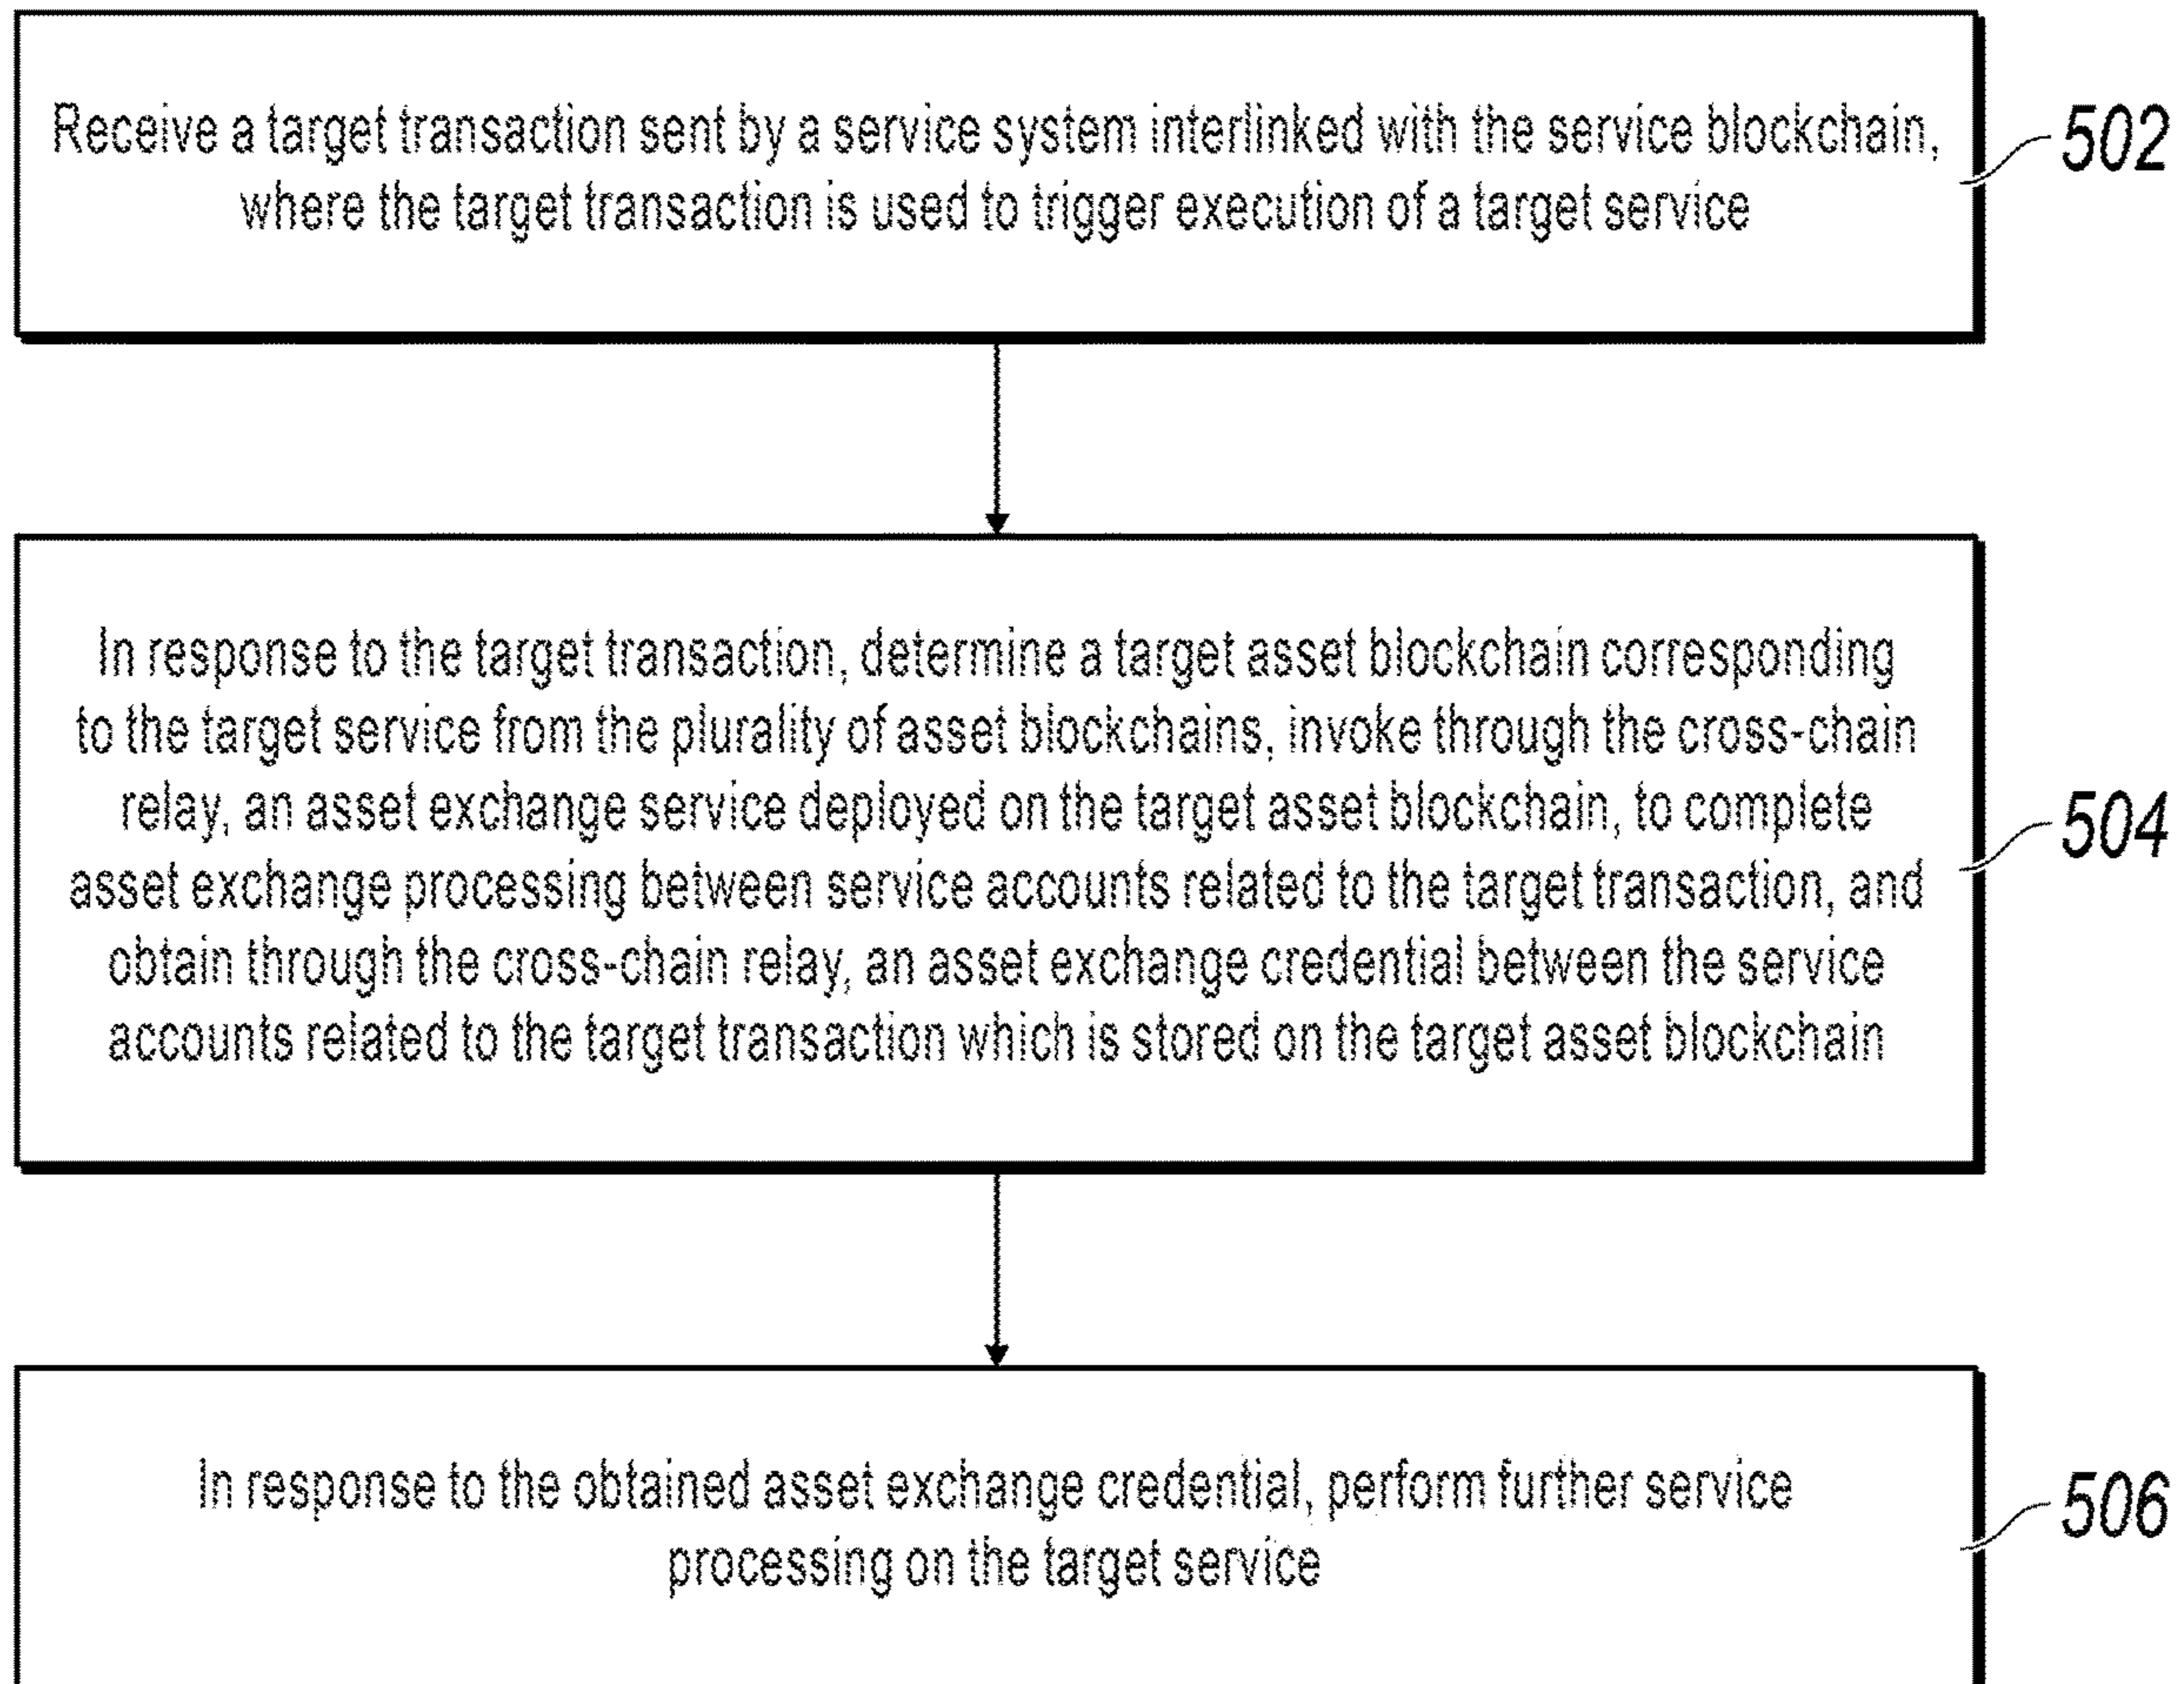 Receive a target transaction sent by a service system interlinked with the service blockchain,
where the target transaction is used to trigger execution of a target service
502
In response to the target transaction, determine a target asset blockchain corresponding
to the target service from the plurality of asset blockchains, invoke through the cross-chain
relay, an asset exchange service deployed on the target asset blockchain, to complete
asset exchange processing between service accounts related to the target transaction, and
obtain through the cross-chain relay, an asset exchange credential between the service
accounts related to the target transaction which is stored on the target asset blockchain
504
In response to the obtained asset exchange credential, perform further service
processing on the target service
506